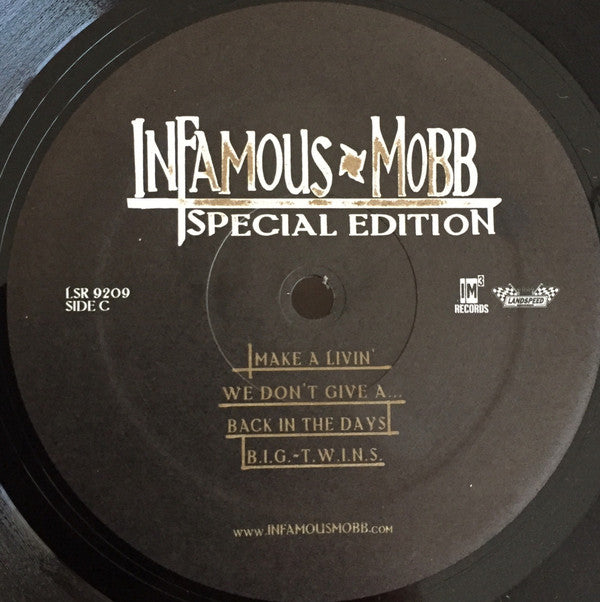 INFAMOUS MOBB
SPECIAL EDITION
LSR 9209
SIDE C
IM3
RECORDS
LANDSPEED
MAKE A LIVIN'
WE DON'T GIVE A...
BACK IN THE DAYS
B.I.G.-T.W.I.N.S.
WWW.INFAMOUSMOBB.COM